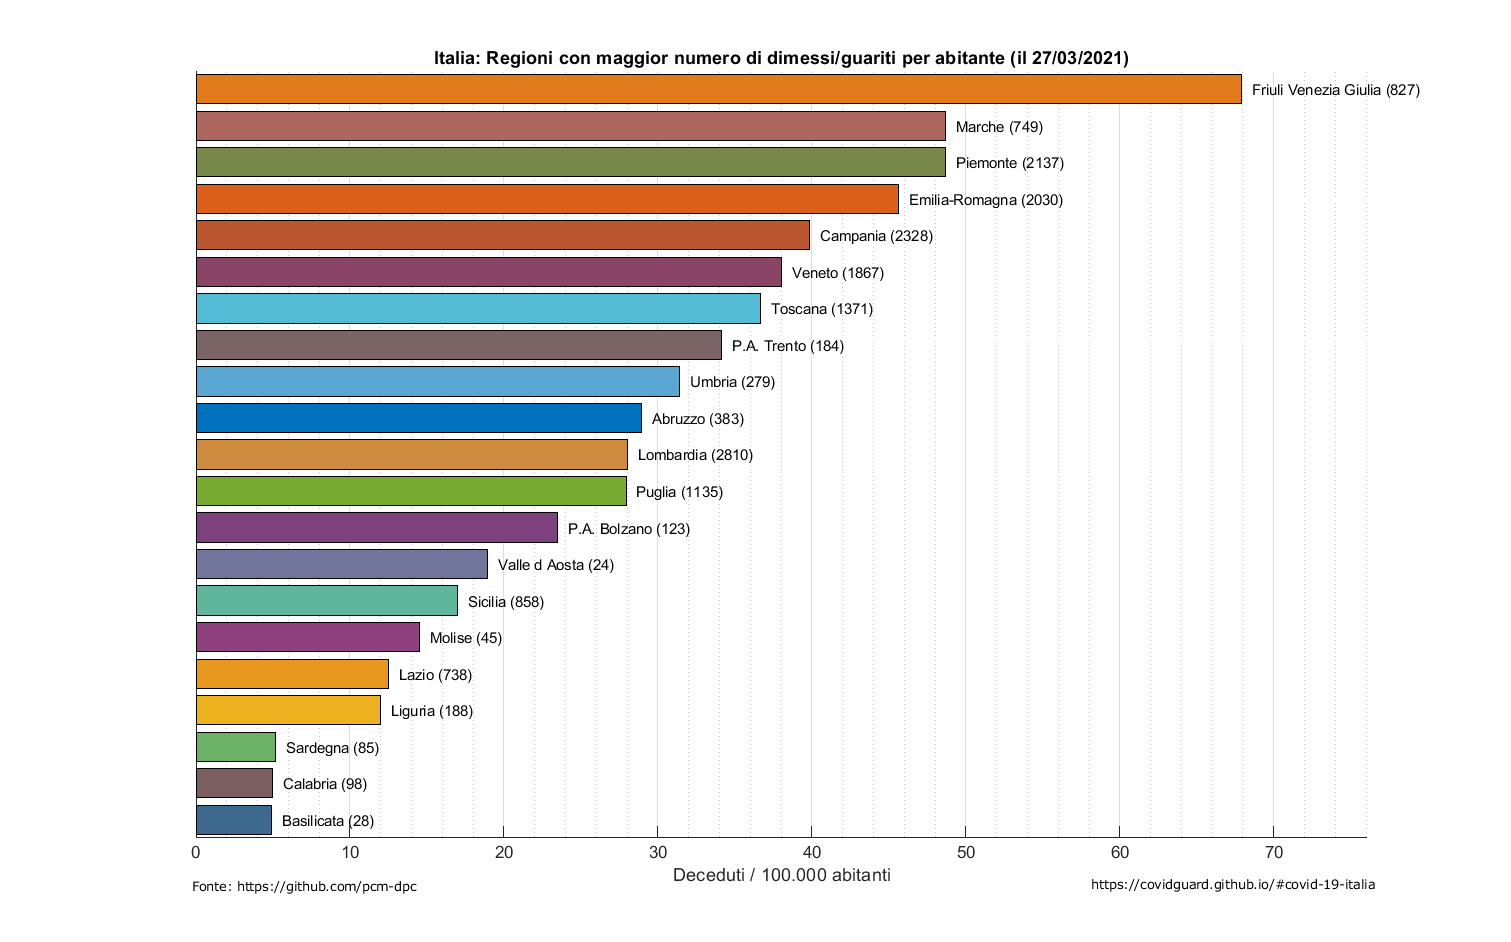 Italia: Regioni con maggior numero di dimessi/guariti per abitante (il 27/03/2021)
Friuli Venezia Giulia (827)
Marche (749)
Piemonte (2137)
Emilia-Romagna (2030)
Campania (2328)
Veneto (1867)
Toscana (1371)
P.A. Trento (184)
Umbria (279)
Abruzzo (383)
Lombardia (2810)
Puglia (1135)
P.A. Bolzano (123)
Valle d Aosta (24)
Sicilia (858)
Molise (45)
Lazio (738)
Liguria (188)
Sardegna (85)
Calabria (98)
Basilicata (28)
0 10 20 30 40 50 60 70
Deceduti / 100.000 abitanti
Fonte: https://github.com/pcm-dpc
https://covidguard.github.io/#covid-19-italia